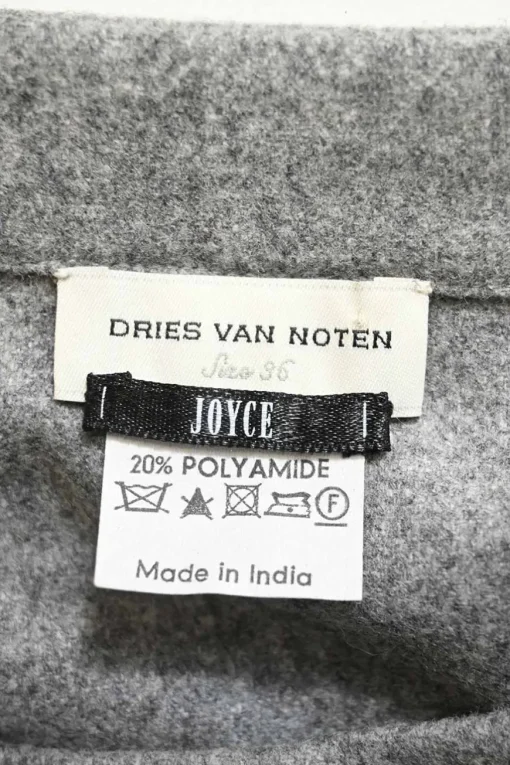 DRIES VAN NOTEN
Size 36
JOYCE
20% POLYAMIDE
F
Made in India